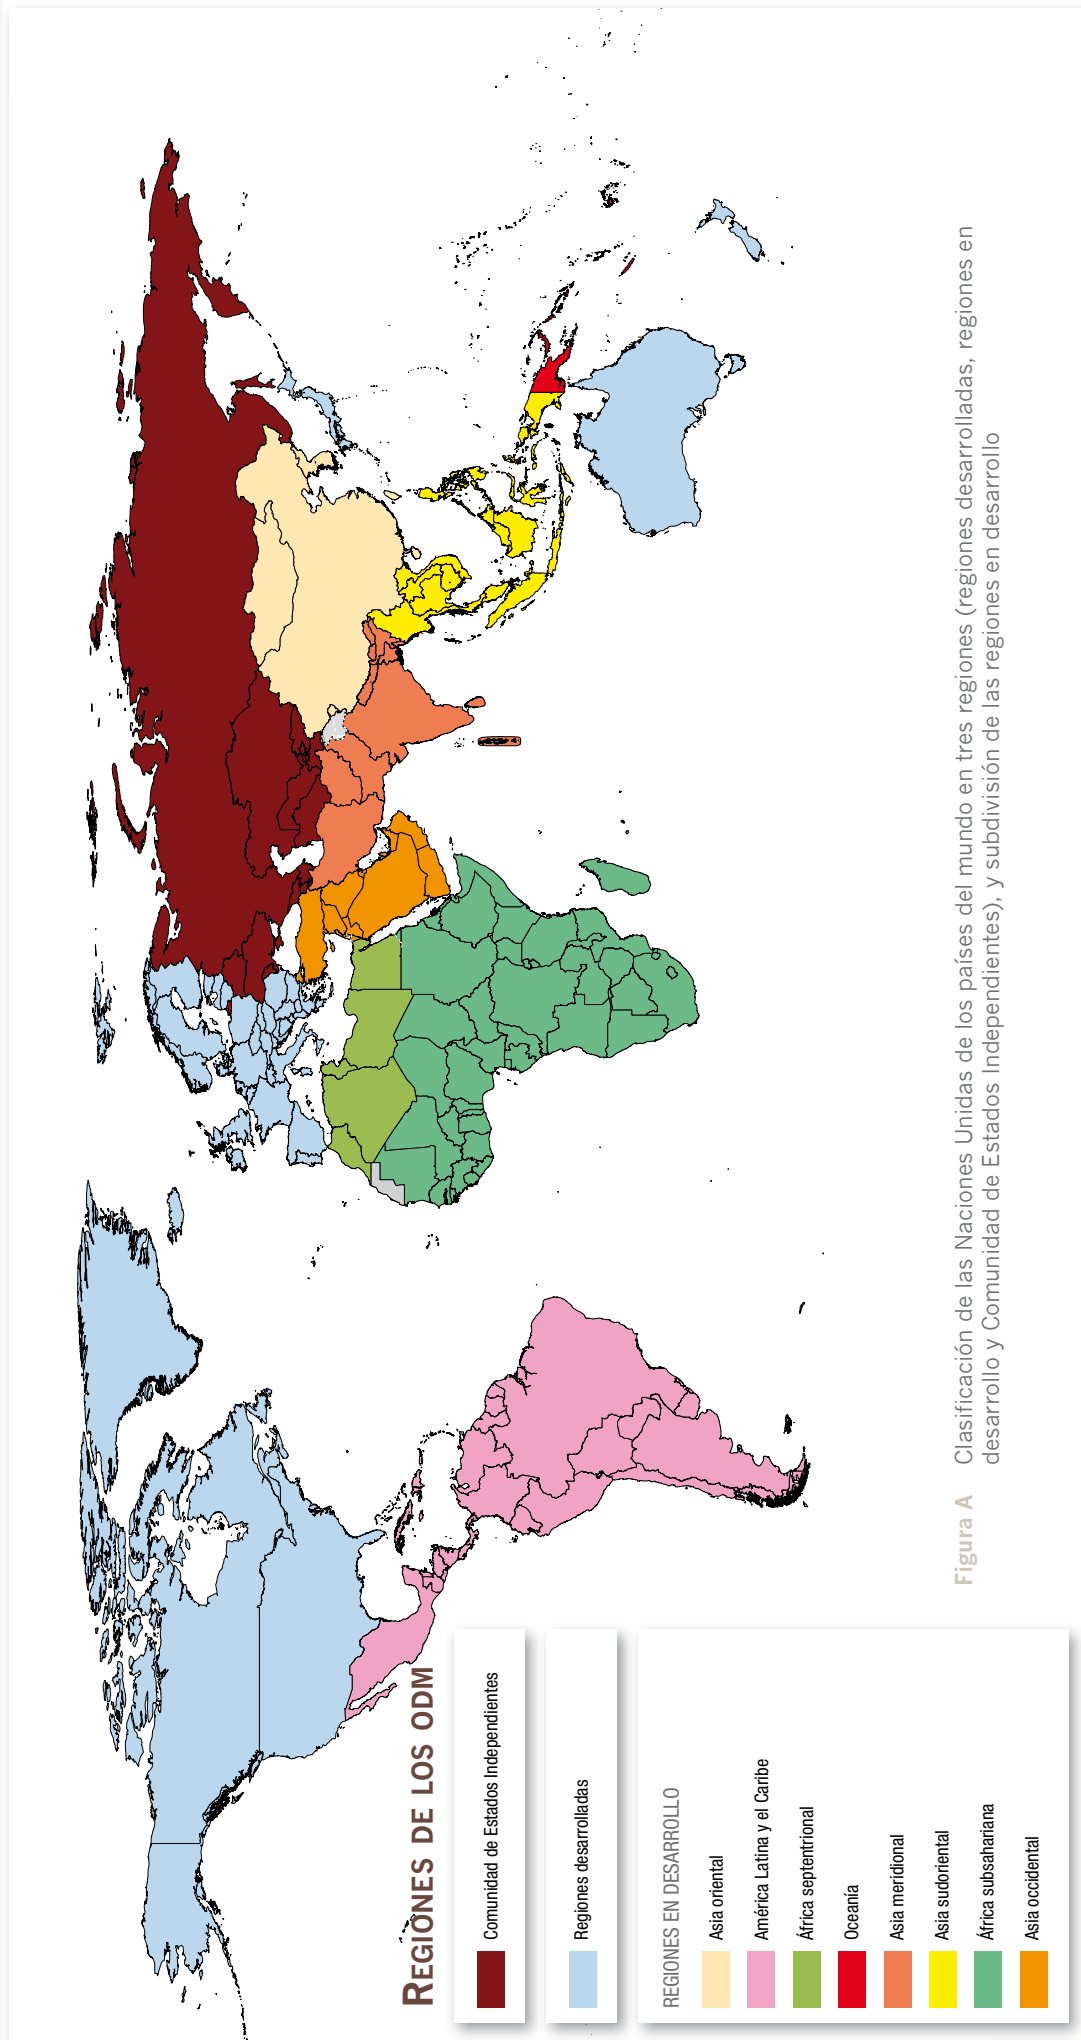 REGIONES DE LOS ODM
Comunidad de Estados Independientes
Regiones desarrolladas
REGIONES EN DESARROLLLO
Asia oriental
América Latina y el Caribe
África septentrional
Oceanía
Asia meridional
Asia sudoriental
África subsahariana
Asia occidental
Figura A Clasificación de las Naciones Unidas de los países del mundo en tres regiones (regiones desarrolladas, regiones en
desarrollo y Comunidad de Estados Independientes), y subdivisión de las regiones en desarrollo